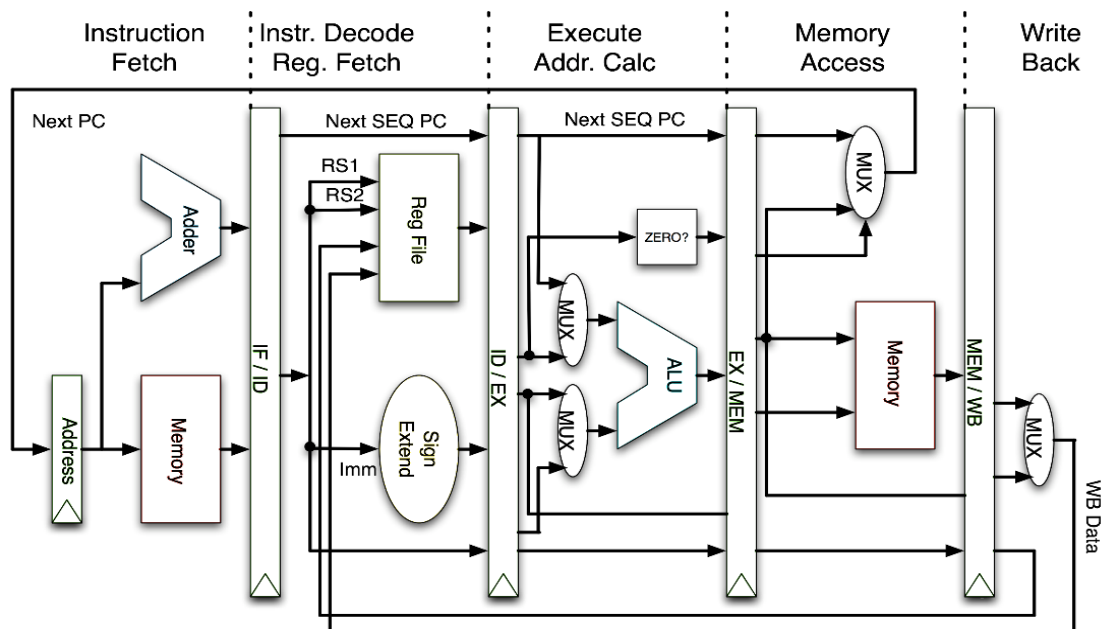 Instruction
Fetch
Instr. Decode
Reg. Fetch
Execute
Addr. Calc
Memory
Access
Write
Back
Next PC
Next SEQ PC
Next SEQ PC
RS1
RS2
Adder
Reg File
ZERO?
MUX
MUX
MUX
ALU
IF / ID
ID / EX
EX / MEM
MEM / WB
Memory
MUX
Address
Memory
Sign
Extend
Imm
WB Data